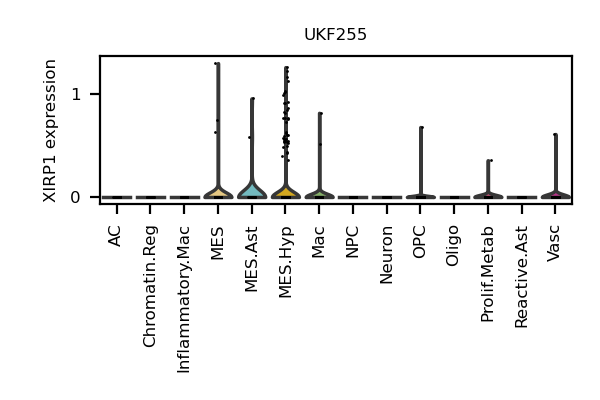 UKF255
XIRP1 expression
1
0
AC
Chromatin.Reg
Inflammatory.Mac
MES
MES.Ast
MES.Hyp
Mac
NPC
Neuron
OPC
Oligo
Prolif.Metab
Reactive.Ast
Vasc